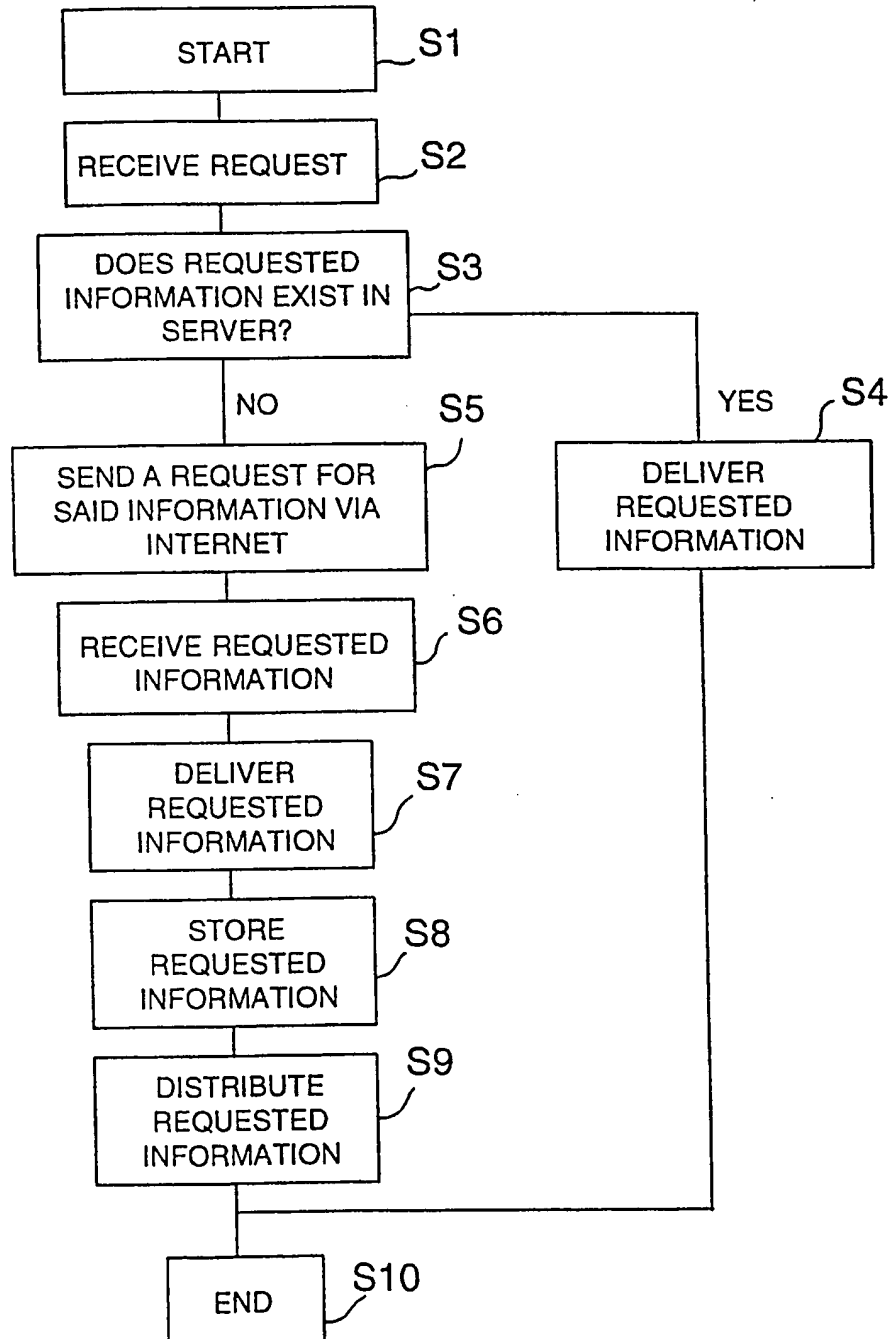 START
S1
RECEIVE REQUEST
S2
DOES REQUESTED
INFORMATION EXIST IN
SERVER?
S3
NO
YES
S4
DELIVER
REQUESTED
INFORMATION
S5
SEND A REQUEST FOR
SAID INFORMATION VIA
INTERNET
S6
RECEIVE REQUESTED
INFORMATION
S7
DELIVER
REQUESTED
INFORMATION
S8
STORE
REQUESTED
INFORMATION
S9
DISTRIBUTE
REQUESTED
INFORMATION
END
S10